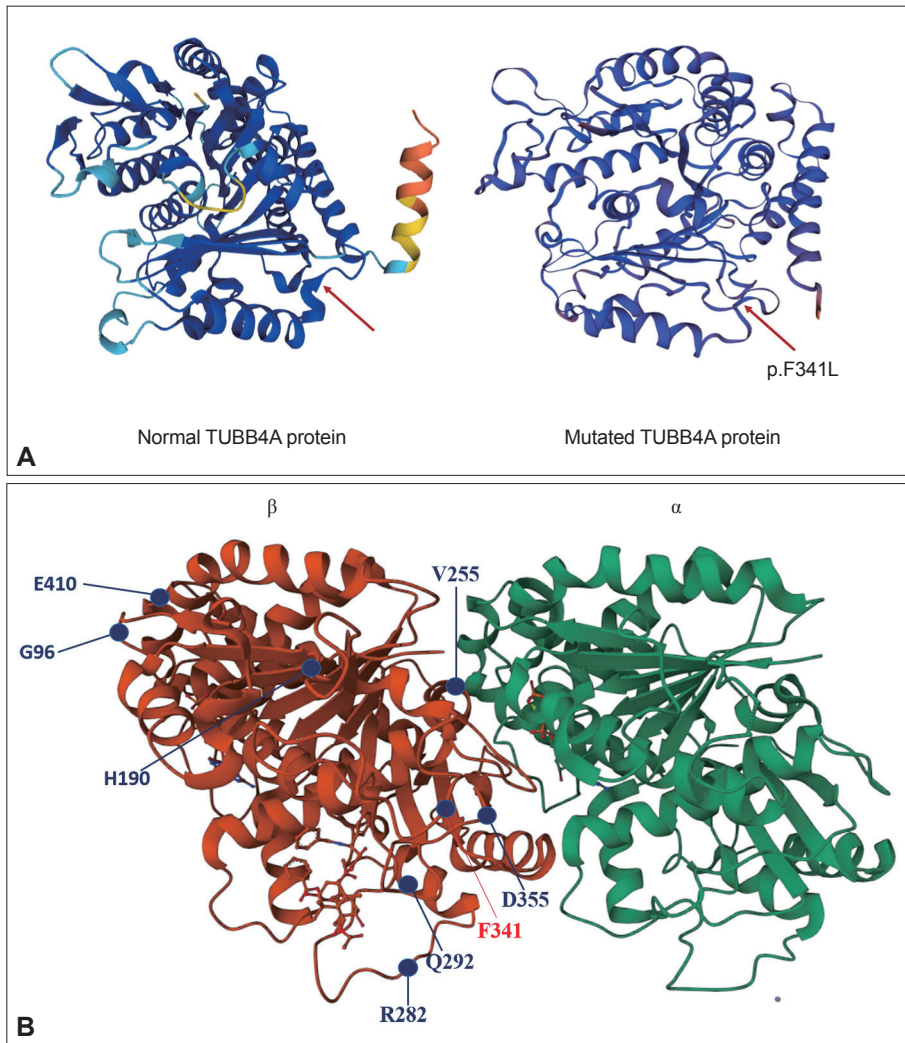 p.F341L
Normal TUBB4A protein
Mutated TUBB4A protein
A
β
α
V255
E410
G96
H190
D355
F341
Q292
R282
B